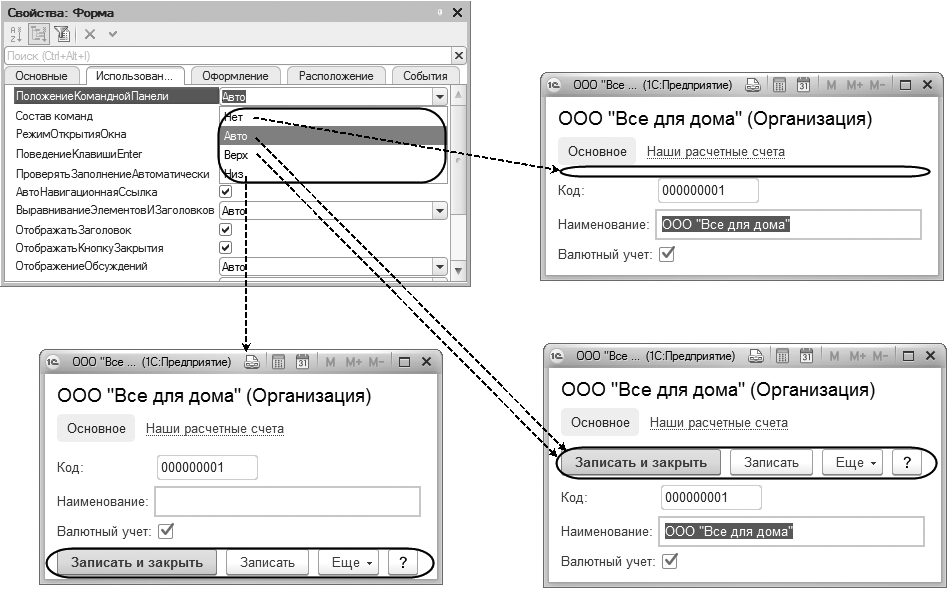 Свойства: Форма
Поиск (Ctrl+Alt+I)
Основные Использован... Оформление Расположение События
ПоложениеКоманднойПанели Авто
Состав команд Нет
РежимОткрытияОкна Авто
ПоведениеКлавишиEnter Верх
ПроверятьЗаполнениеАвтоматически Низ
АвтоНавигационнаяСсылка
ВыравниваниеЭлементовИЗаголовков Авто
ОтображатьЗаголовок
ОтображатьКнопкуЗакрытия
ОтображениеОбсуждений Авто
1С ООО "Все ... (1С:Предприятие) 31 M M+ M-
ООО "Все для дома" (Организация)
Основное Наши расчетные счета
Код: 000000001
Наименование: ООО "Все для дома"
Валютный учет:
1С ООО "Все ... (1С:Предприятие) 31 M M+ M-
ООО "Все для дома" (Организация)
Основное Наши расчетные счета
Код: 000000001
Наименование:
Валютный учет:
Записать и закрыть Записать Еще ?
1С ООО "Все ... (1С:Предприятие) 31 M M+ M-
ООО "Все для дома" (Организация)
Основное Наши расчетные счета
Записать и закрыть Записать Еще ?
Код: 000000001
Наименование: ООО "Все для дома"
Валютный учет: